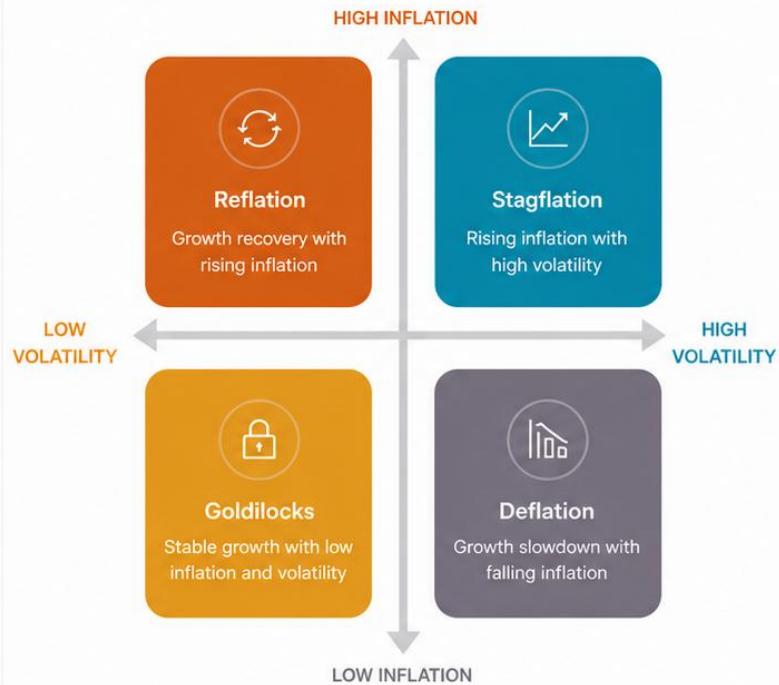 HIGH INFLATION
Reflation
Growth recovery with
rising inflation
Stagflation
Rising inflation with
high volatility
LOW
VOLATILITY
HIGH
VOLATILITY
Goldilocks
Stable growth with low
inflation and volatility
Deflation
Growth slowdown with
falling inflation
LOW INFLATION